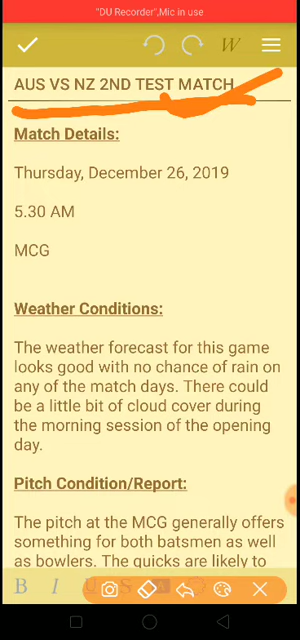 "DU Recorder",Mic in use
W
AUS VS NZ 2ND TEST MATCH
Match Details:
Thursday, December 26, 2019
5.30 AM
MCG
Weather Conditions:
The weather forecast for this game
looks good with no chance of rain on
any of the match days. There could
be a little bit of cloud cover during
the morning session of the opening
day.
Pitch Condition/Report:
The pitch at the MCG generally offers
something for both batsmen as well
as bowlers. The quicks are likely to
B I U S A